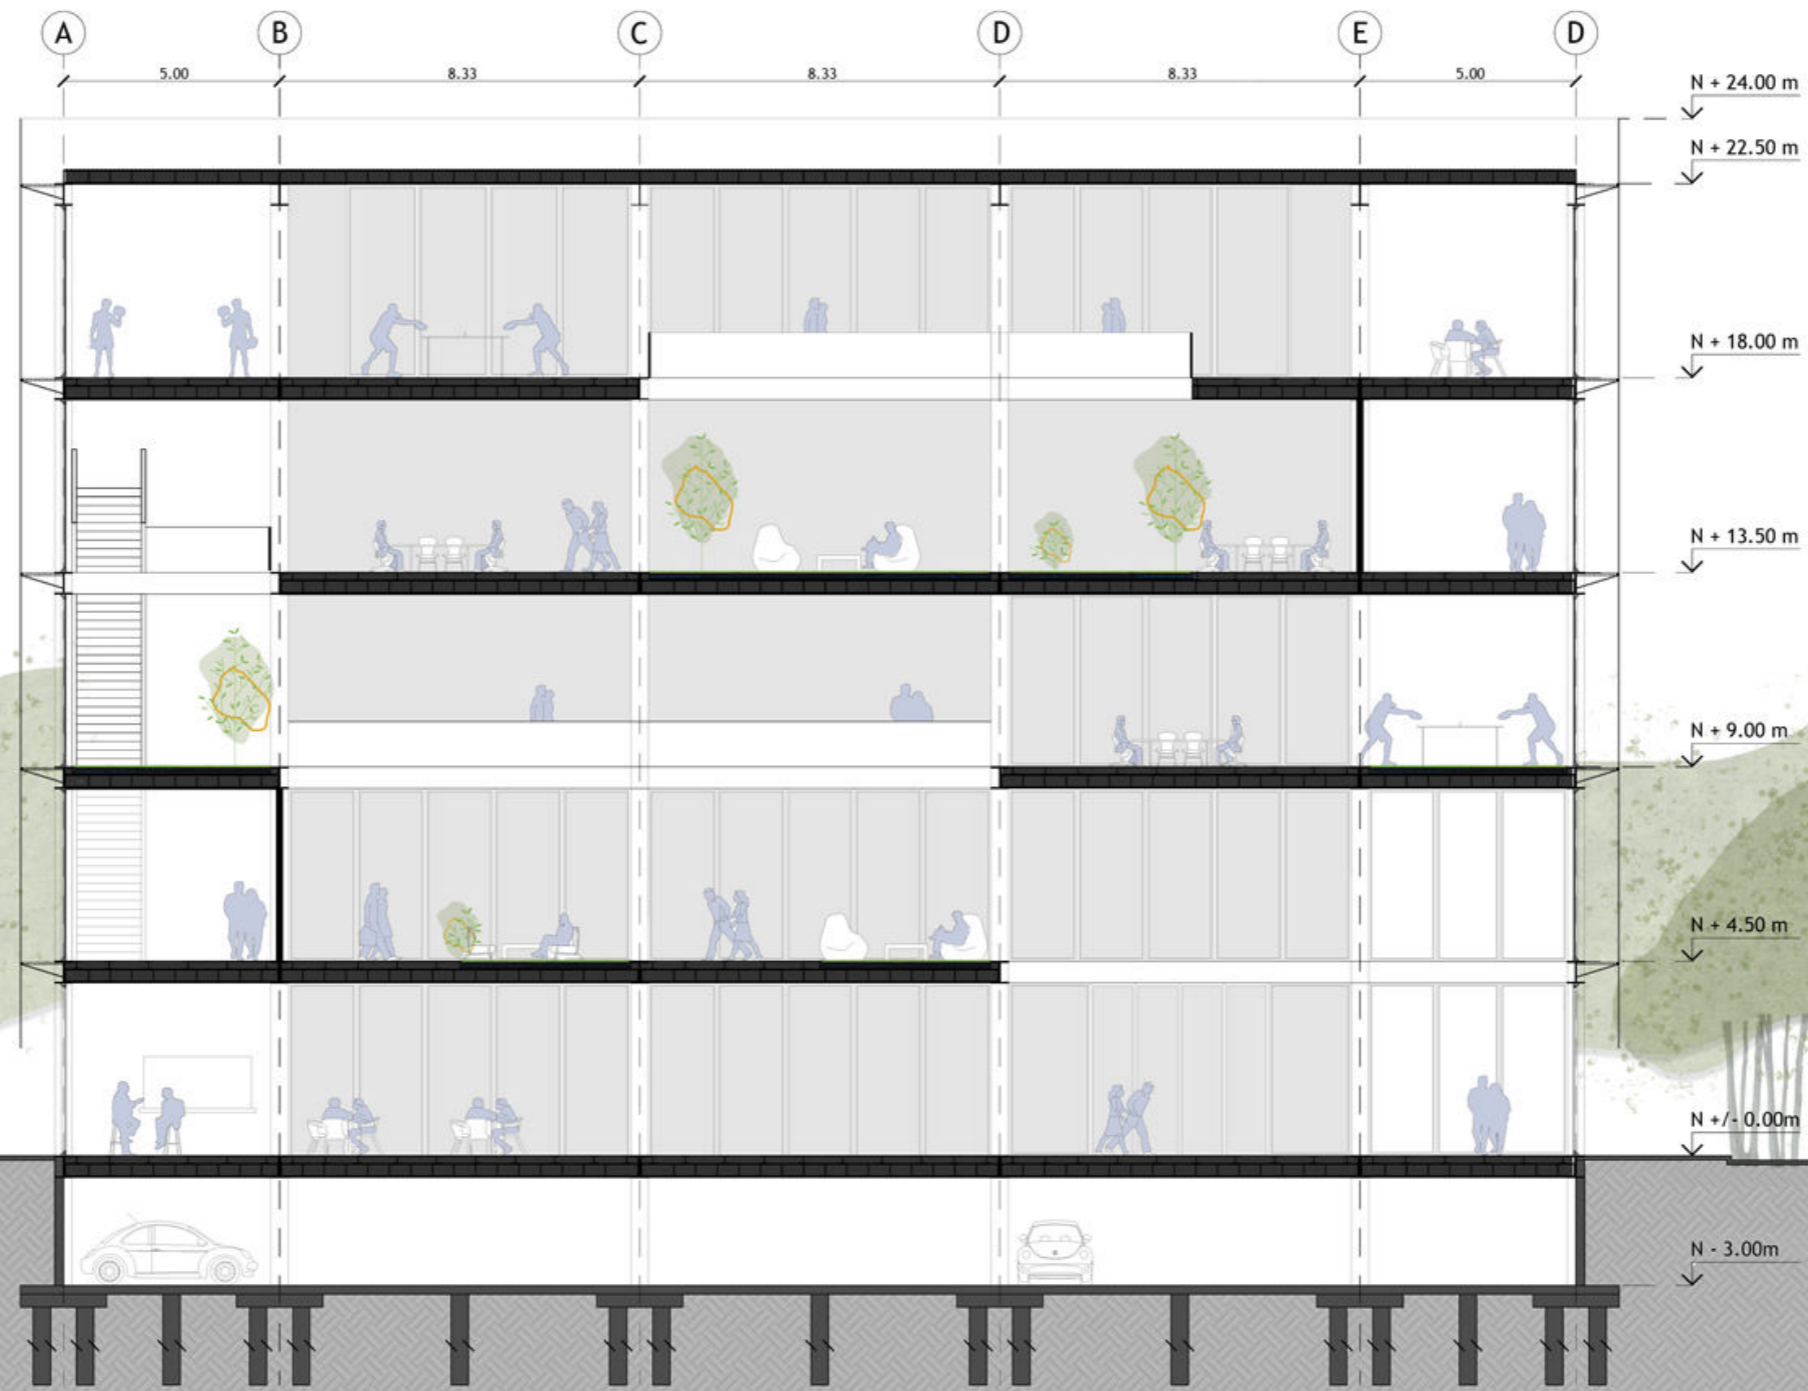 A B C D E D
5.00 8.33 8.33 8.33 5.00
N + 24.00 m
N + 22.50 m
N + 18.00 m
N + 13.50 m
N + 9.00 m
N + 4.50 m
N +/- 0.00m
N - 3.00m